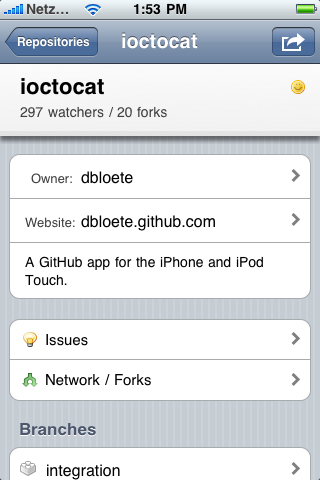 Netz... 1:53 PM
Repositories ioctocat
ioctocat
297 watchers / 20 forks
Owner: dbloete
Website: dbloete.github.com
A GitHub app for the iPhone and iPod
Touch.
Issues
Network / Forks
Branches
integration